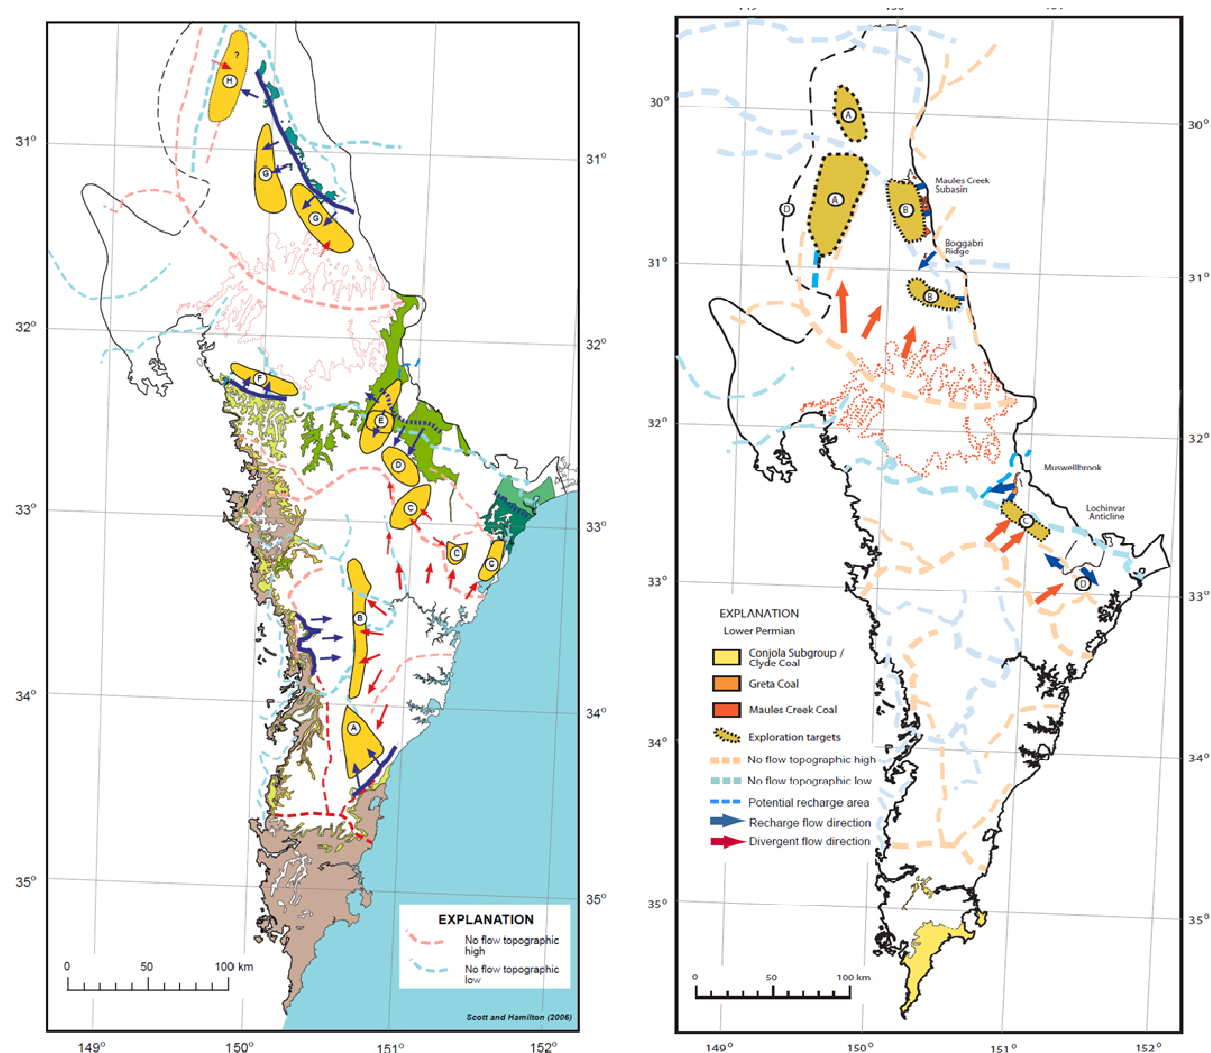 ?
H
G
G
31°
31°
32°
32°
F
E
D
C
33°
33°
C
C
B
34°
34°
A
35°
35°
EXPLANATION
No flow topographic
high
No flow topographic
low
0 50 100 km
Scott and Hamilton (2006)
149° 150° 151° 152°
30°
30°
A
A
B
D
Maules Creek
Subasin
Boggabri
Ridge
31°
31°
B
32°
32°
Muswellbrook
Lochinvar
Anticline
C
D
33°
33°
EXPLANATION
Lower Permian
Conjola Subgroup /
Clyde Coal
Greta Coal
Maules Creek Coal
Exploration targets
No flow topographic high
No flow topographic low
Potential recharge area
Recharge flow direction
Divergent flow direction
34°
34°
35°
35°
0 50 100 km
149° 150° 151° 152°